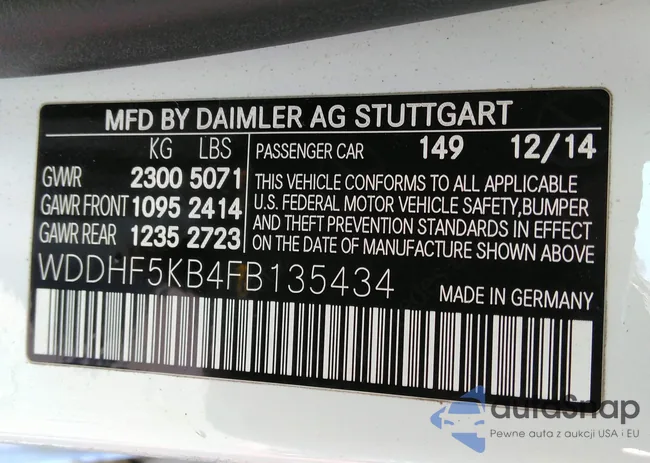 MFD BY DAIMLER AG STUTTGART
KG LBS
GVWR 2300 5071
GAWR FRONT 1095 2414
GAWR REAR 1235 2723
PASSENGER CAR 149 12/14
THIS VEHICLE CONFORMS TO ALL APPLICABLE
U.S. FEDERAL MOTOR VEHICLE SAFETY,BUMPER
AND THEFT PREVENTION STANDARDS IN EFFECT
ON THE DATE OF MANUFACTURE SHOWN ABOVE
WDDHF5KB4FB135434
MADE IN GERMANY
autoSnap
Pewne auta z aukcji USA i EU